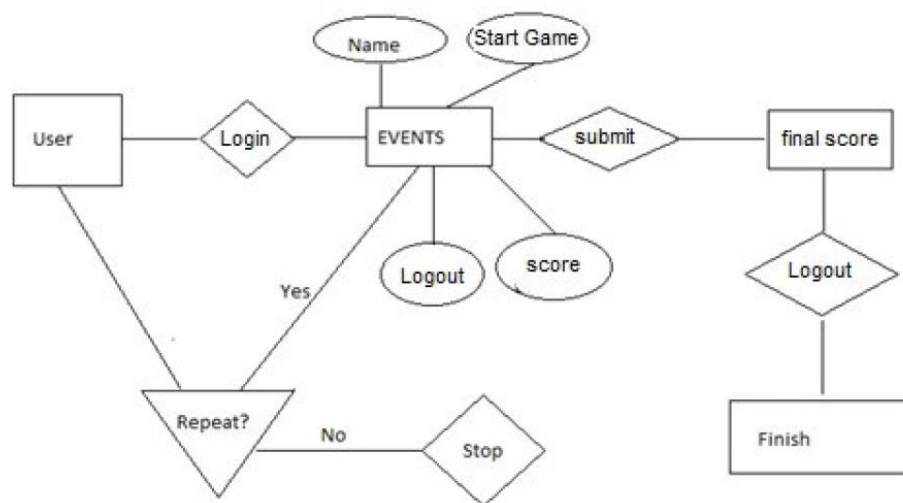 Name
Start Game
User
Login
EVENTS
submit
final score
Logout
score
Logout
Yes
Repeat?
No
Stop
Finish